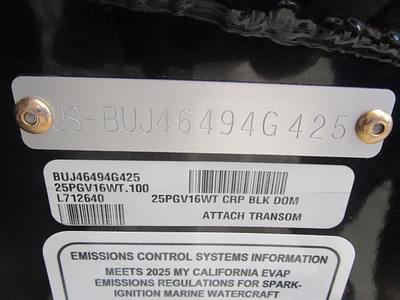 US-BUJ46494G425
BUJ46494G425
25PGV16WT.100
L712640
25PGV16WT CRP BLK DOM
ATTACH TRANSOM
EMISSIONS CONTROL SYSTEMS INFORMATION
MEETS 2025 MY CALIFORNIA EVAP
EMISSIONS REGULATIONS FOR SPARK-
IGNITION MARINE WATERCRAFT